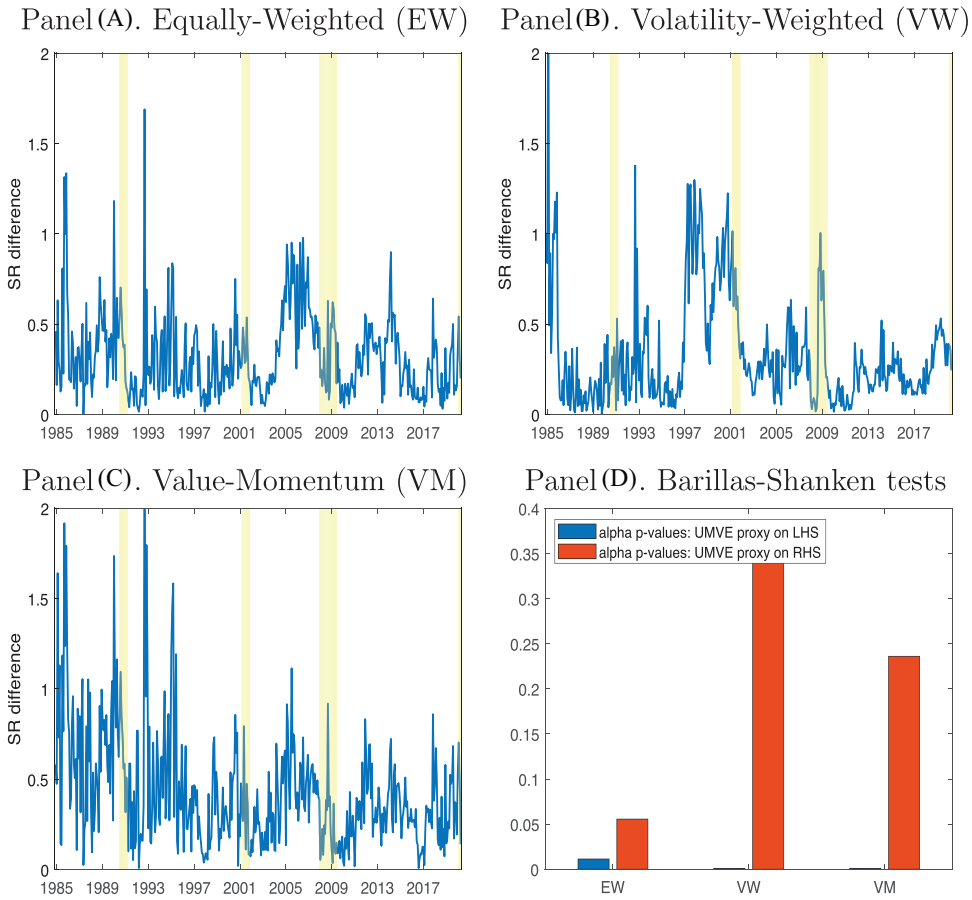 Panel (A). Equally-Weighted (EW)
Panel (B). Volatility-Weighted (VW)
2
1.5
1
0.5
0
SR difference
1985 1989 1993 1997 2001 2005 2009 2013 2017
2
1.5
1
0.5
0
SR difference
1985 1989 1993 1997 2001 2005 2009 2013 2017
Panel (C). Value-Momentum (VM)
Panel (D). Barillas-Shanken tests
2
1.5
1
0.5
0
SR difference
1985 1989 1993 1997 2001 2005 2009 2013 2017
0.4
0.35
0.3
0.25
0.2
0.15
0.1
0.05
0
alpha p-values: UMVE proxy on LHS
alpha p-values: UMVE proxy on RHS
EW VW VM